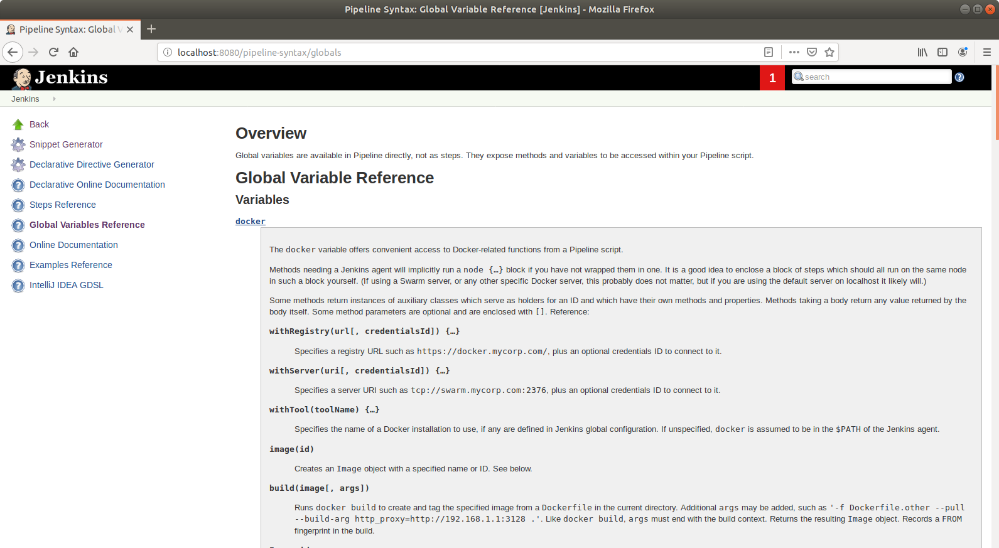 Pipeline Syntax: Global Variable Reference [Jenkins] - Mozilla Firefox
Pipeline Syntax: Global V
localhost:8080/pipeline-syntax/globals
Jenkins
1
search
Jenkins
Back
Snippet Generator
Declarative Directive Generator
Declarative Online Documentation
Steps Reference
Global Variables Reference
Online Documentation
Examples Reference
IntelliJ IDEA GDSL
Overview
Global variables are available in Pipeline directly, not as steps. They expose methods and variables to be accessed within your Pipeline script.
Global Variable Reference
Variables
docker
The docker variable offers convenient access to Docker-related functions from a Pipeline script.
Methods needing a Jenkins agent will implicitly run a node {…} block if you have not wrapped them in one. It is a good idea to enclose a block of steps which should all run on the same node
in such a block yourself. (If using a Swarm server, or any other specific Docker server, this probably does not matter, but if you are using the default server on localhost it likely will.)
Some methods return instances of auxiliary classes which serve as holders for an ID and which have their own methods and properties. Methods taking a body return any value returned by the
body itself. Some method parameters are optional and are enclosed with []. Reference:
withRegistry(url[, credentialsId]) {…}
Specifies a registry URL such as https://docker.mycorp.com/, plus an optional credentials ID to connect to it.
withServer(uri[, credentialsId]) {…}
Specifies a server URI such as tcp://swarm.mycorp.com:2376, plus an optional credentials ID to connect to it.
withTool(toolName) {…}
Specifies the name of a Docker installation to use, if any are defined in Jenkins global configuration. If unspecified, docker is assumed to be in the $PATH of the Jenkins agent.
image(id)
Creates an Image object with a specified name or ID. See below.
build(image[, args])
Runs docker build to create and tag the specified image from a Dockerfile in the current directory. Additional args may be added, such as '-f Dockerfile.other --pull
--build-arg http_proxy=http://192.168.1.1:3128 .'. Like docker build, args must end with the build context. Returns the resulting Image object. Records a FROM
fingerprint in the build.